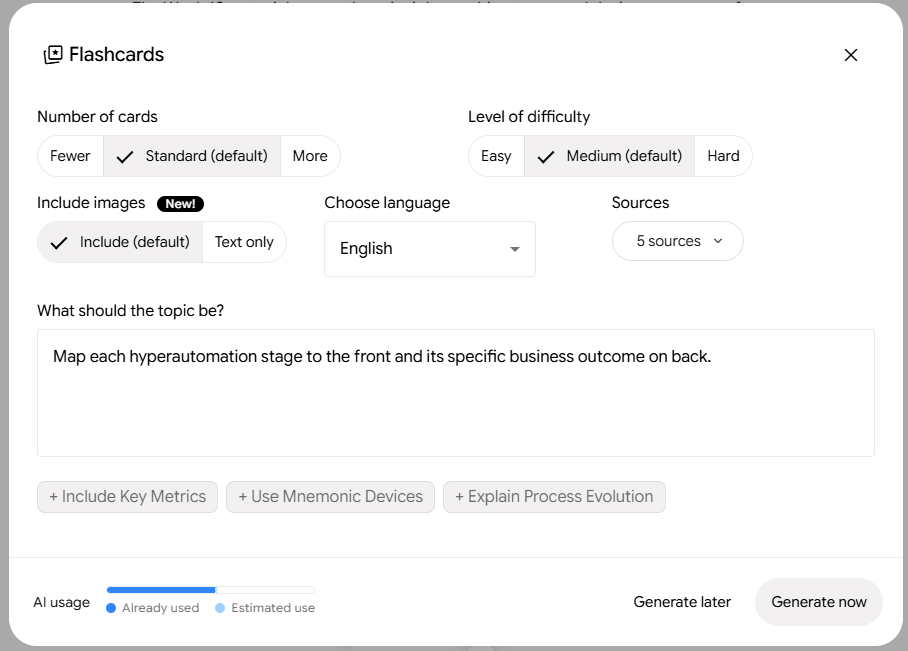 Flashcards
Number of cards
Level of difficulty
Fewer
Standard (default)
More
Easy
Medium (default)
Hard
Include images New!
Choose language
Sources
Include (default)
Text only
English
5 sources
What should the topic be?
Map each hyperautomation stage to the front and its specific business outcome on back.
+ Include Key Metrics
+ Use Mnemonic Devices
+ Explain Process Evolution
AI usage
Already used
Estimated use
Generate later
Generate now